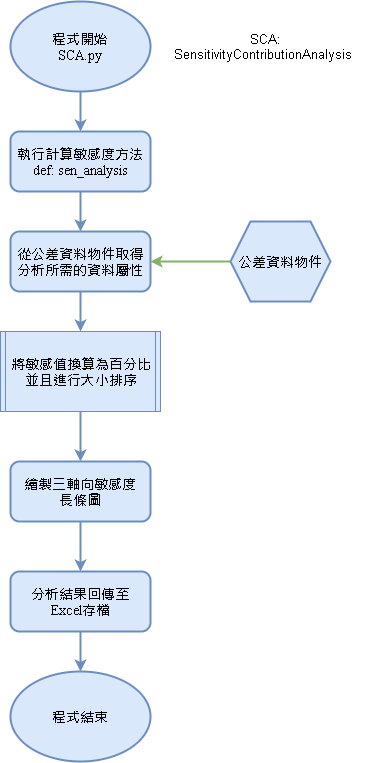 程式開始
SCA.py
SCA:
SensitivityContributionAnalysis
執行計算敏感度方法
def: sen_analysis
從公差資料物件取得
分析所需的資料屬性
公差資料物件
將敏感值換算為百分比
並且進行大小排序
繪製三軸向敏感度
長條圖
分析結果回傳至
Excel存檔
程式結束